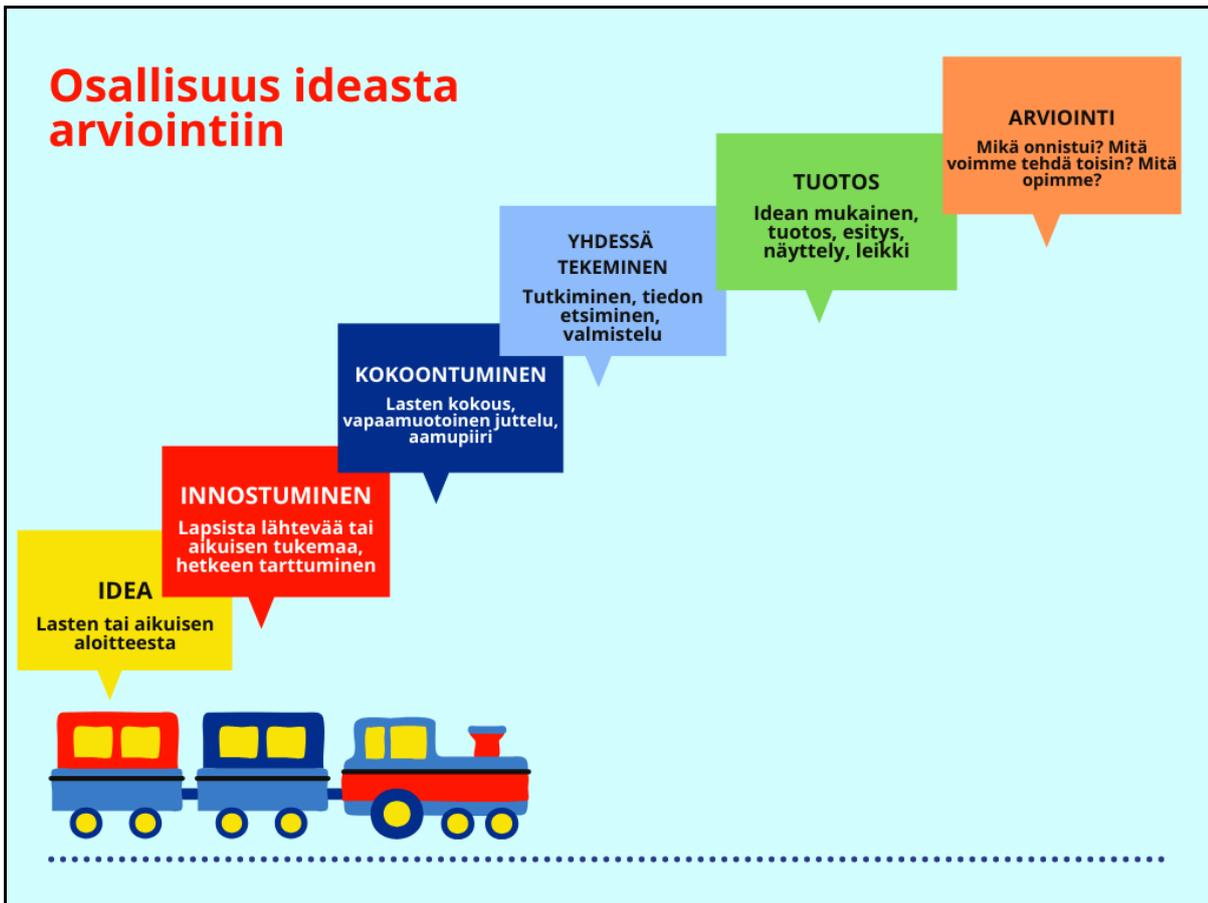 Osallisuus ideasta
arviointiin
IDEA
Lasten tai aikuisen
aloitteesta
INNOSTUMINEN
Lapsista lähtevää tai
aikuisen tukemaa,
hetkeen tarttuminen
KOKOONTUMINEN
Lasten kokous,
vapaamuotoinen juttelu,
aamupiiri
YHDESSÄ
TEKEMINEN
Tutkiminen, tiedon
etsiminen,
valmistelu
TUOTOS
Idean mukainen,
tuotos, esitys,
näyttely, leikki
ARVIOINTI
Mikä onnistui? Mitä
voimme tehdä toisin? Mitä
opimme?